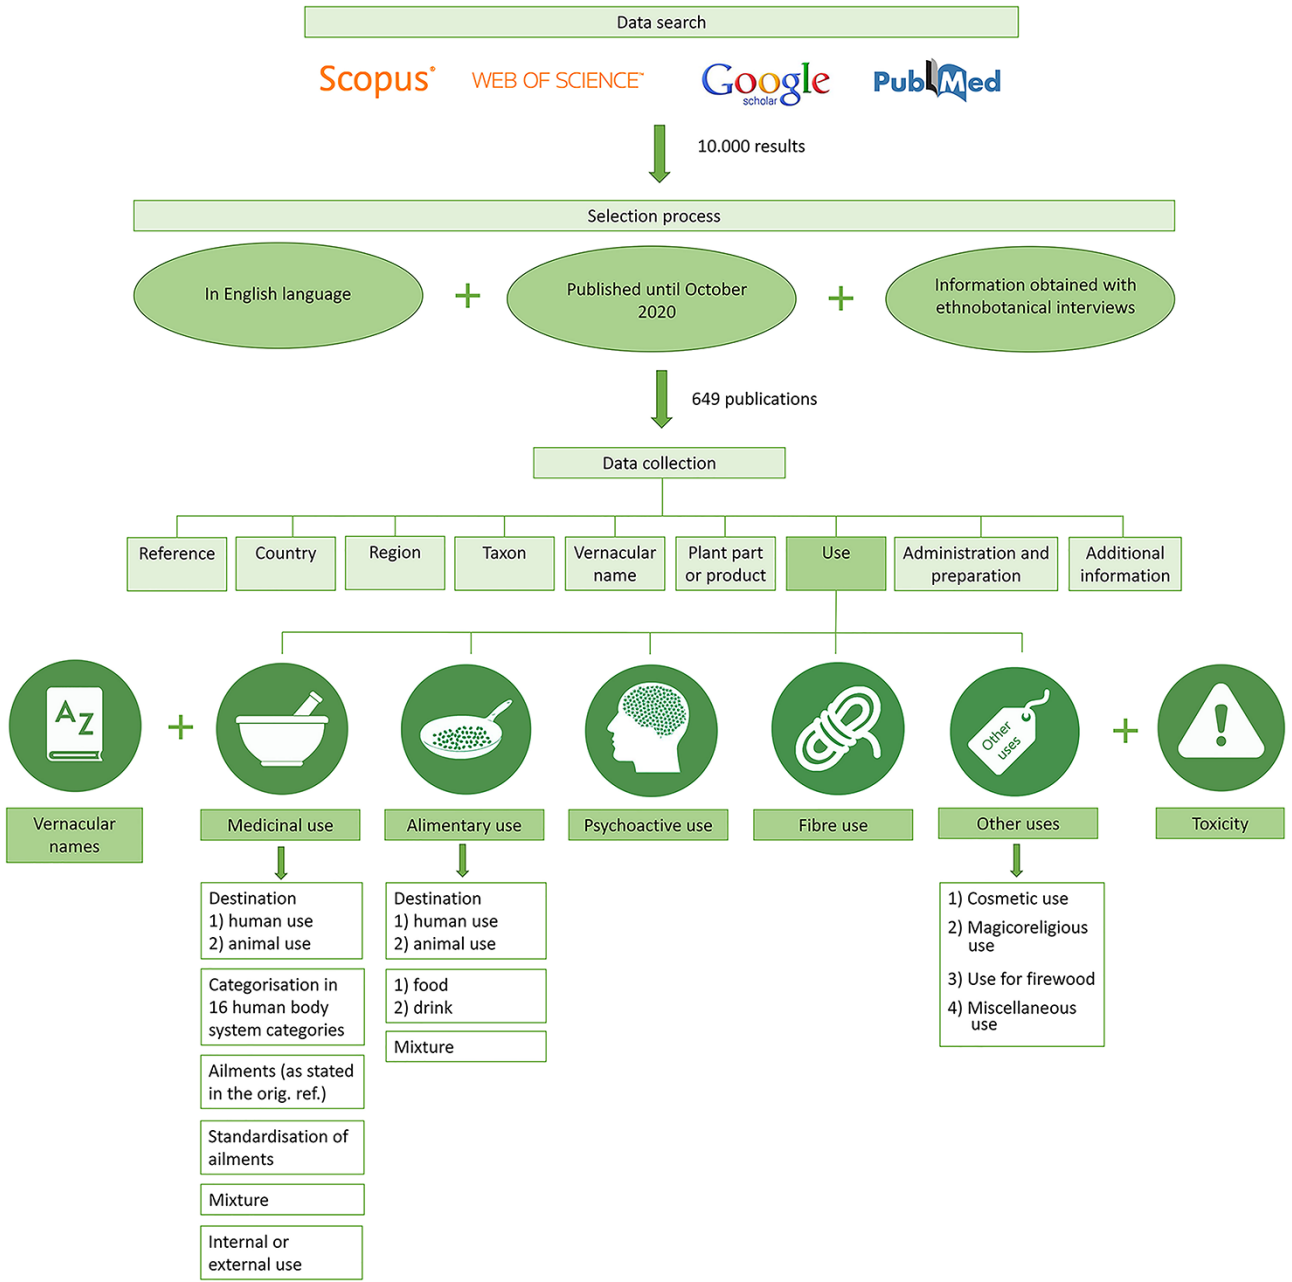 Data search
Scopus®
WEB OF SCIENCE™
Google
scholar
PubMed
10.000 results
Selection process
In English language
+
Published until October
2020
+
Information obtained with
ethnobotanical interviews
649 publications
Data collection
Reference
Country
Region
Taxon
Vernacular
name
Plant part
or product
Use
Administration and
preparation
Additional
information
AZ
+
Other
uses
+
!
Vernacular
names
Medicinal use
Alimentary use
Psychoactive use
Fibre use
Other uses
Toxicity
Destination
1) human use
2) animal use
Categorisation in
16 human body
system categories
Ailments (as stated
in the orig. ref.)
Standardisation of
ailments
Mixture
Internal or
external use
Destination
1) human use
2) animal use
1) food
2) drink
Mixture
1) Cosmetic use
2) Magicoreligious
use
3) Use for firewood
4) Miscellaneous
use